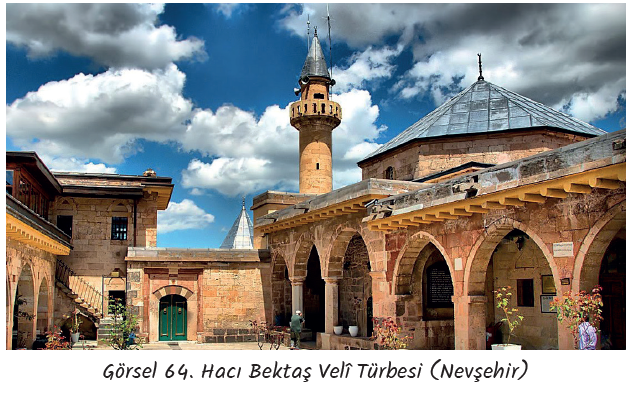 Görsel 64. Hacı Bektaş Velî Türbesi (Nevşehir)